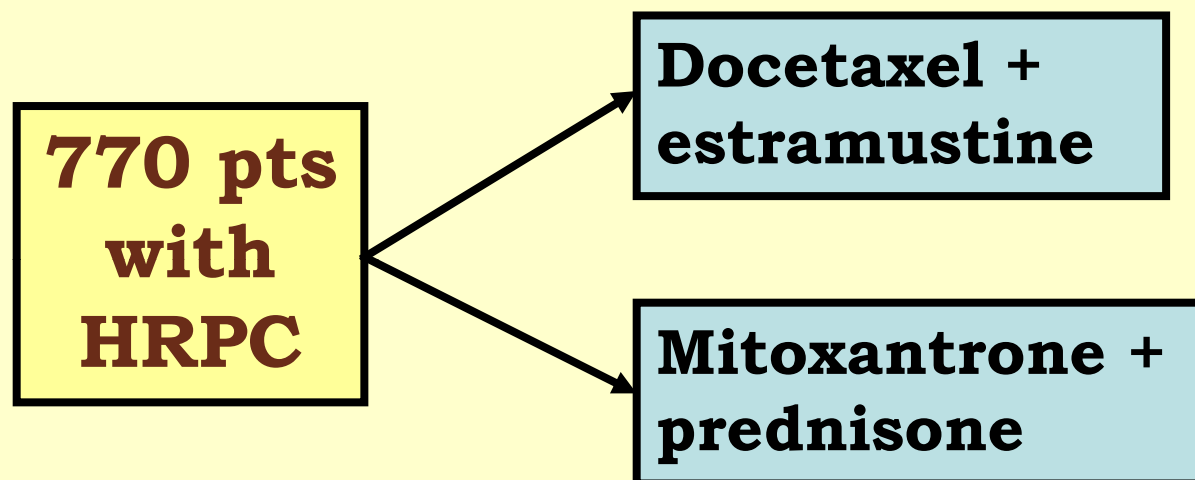 770 pts
with
HRPC
Docetaxel +
estramustine
Mitoxantrone +
prednisone